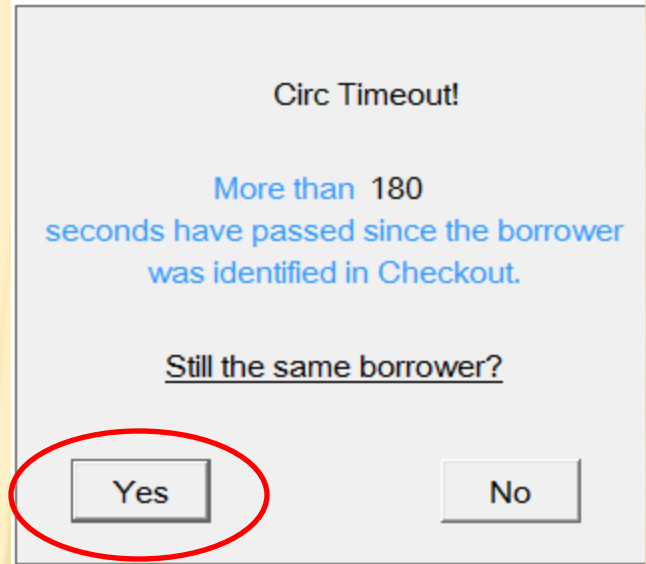 Circ Timeout!
More than 180
seconds have passed since the borrower
was identified in Checkout.
Still the same borrower?
Yes No